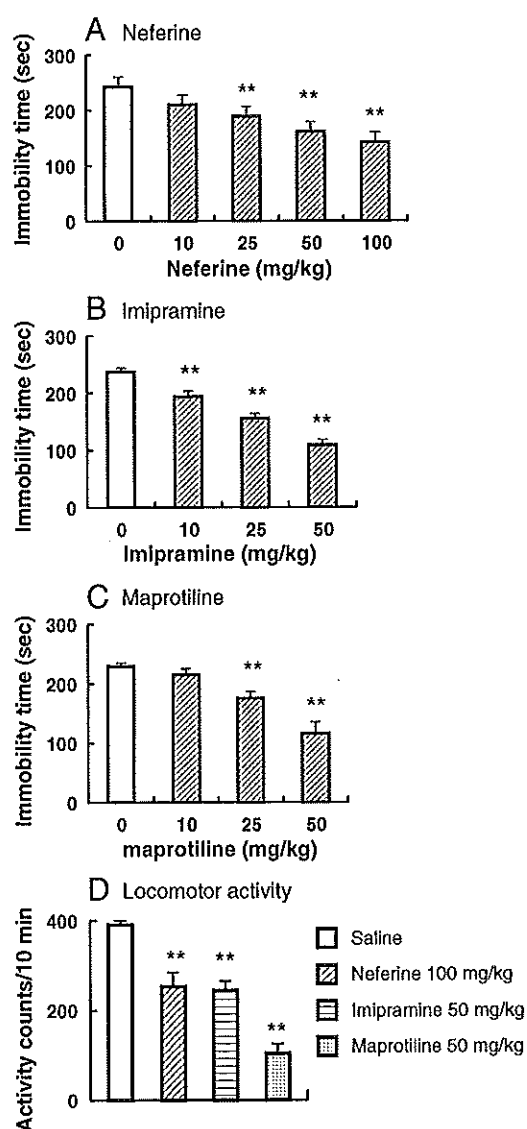 A Neferine
Immobility time (sec)
300
200
100
0
** ** **
0 10 25 50 100
Neferine (mg/kg)
B Imipramine
Immobility time (sec)
300
200
100
0
** ** **
0 10 25 50
Imipramine (mg/kg)
C Maprotiline
Immobility time (sec)
300
200
100
0
** **
0 10 25 50
maprotiline (mg/kg)
D Locomotor activity
Activity counts/10 min
400
200
0
** ** **
Saline
Neferine 100 mg/kg
Imipramine 50 mg/kg
Maprotiline 50 mg/kg